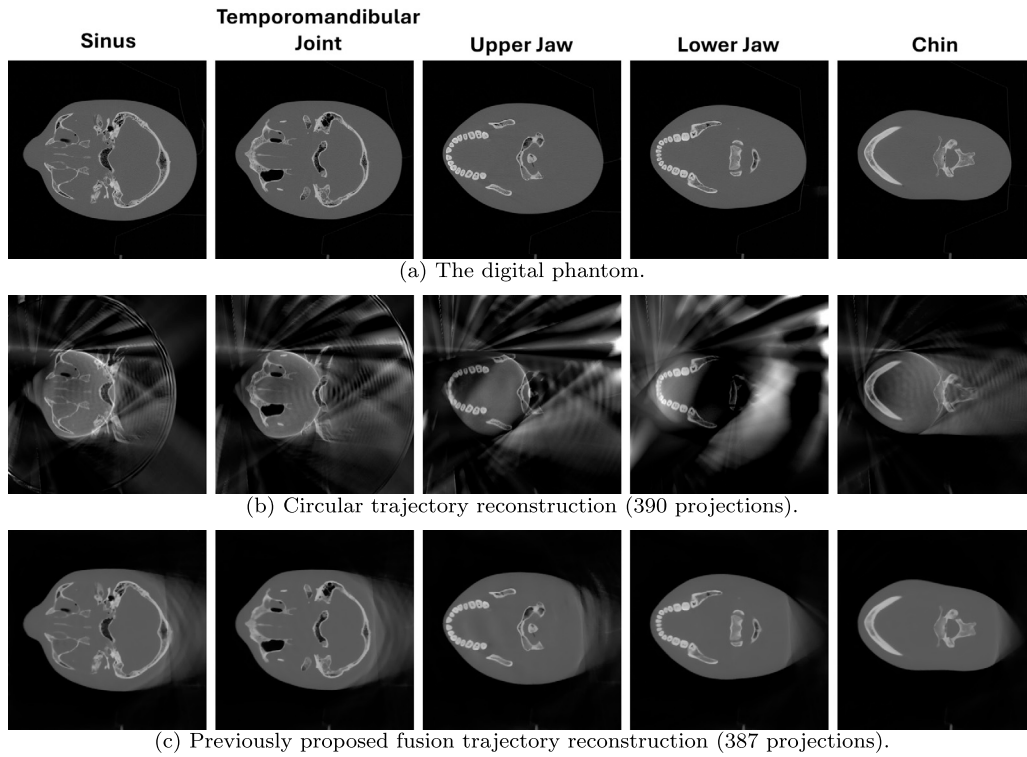 Sinus
Temporomandibular
Joint
Upper Jaw
Lower Jaw
Chin
(a) The digital phantom.
(b) Circular trajectory reconstruction (390 projections).
(c) Previously proposed fusion trajectory reconstruction (387 projections).